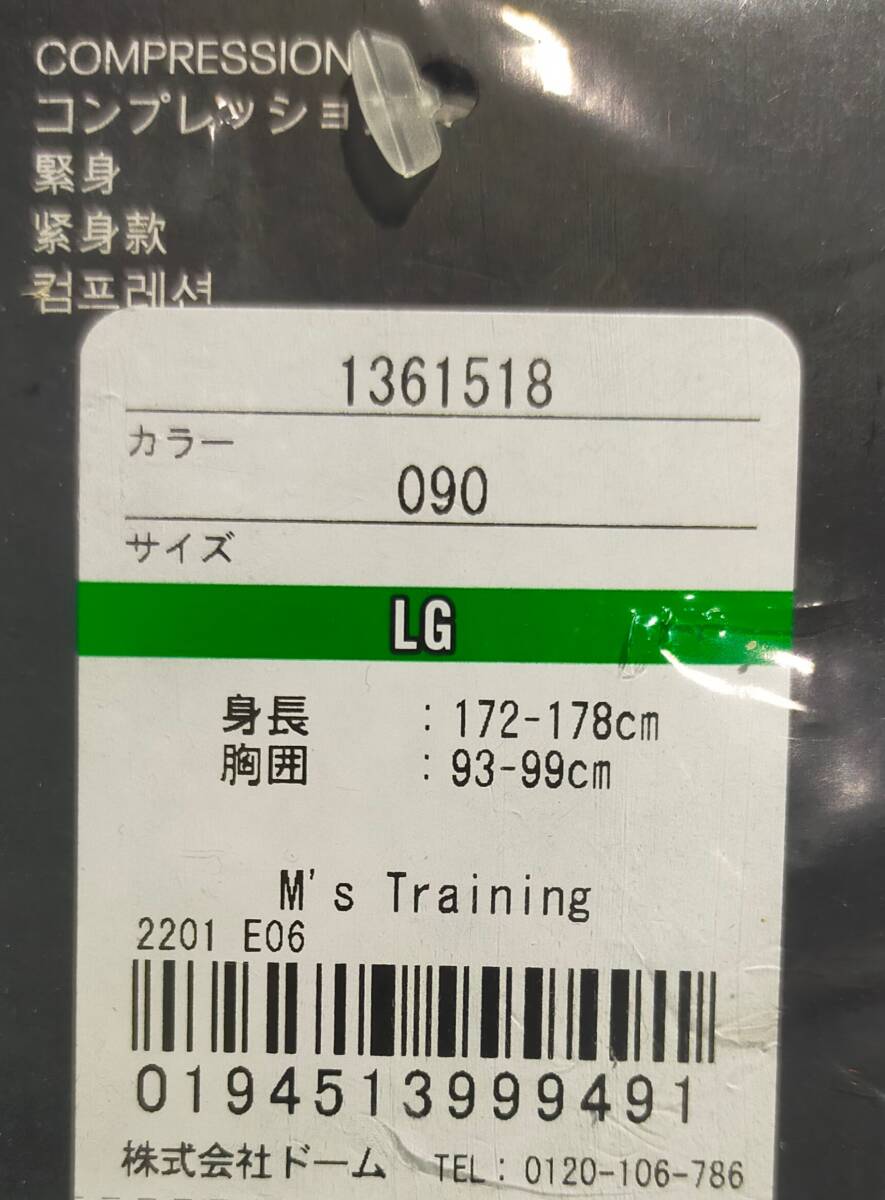 COMPRESSION
コンプレッショ
緊身
紧身款
컴프레션
1361518
カラー
090
サイズ
LG
身長 : 172-178cm
胸囲 : 93-99cm
M's Training
2201 E06
0194513999491
株式会社ドーム TEL: 0120-106-786